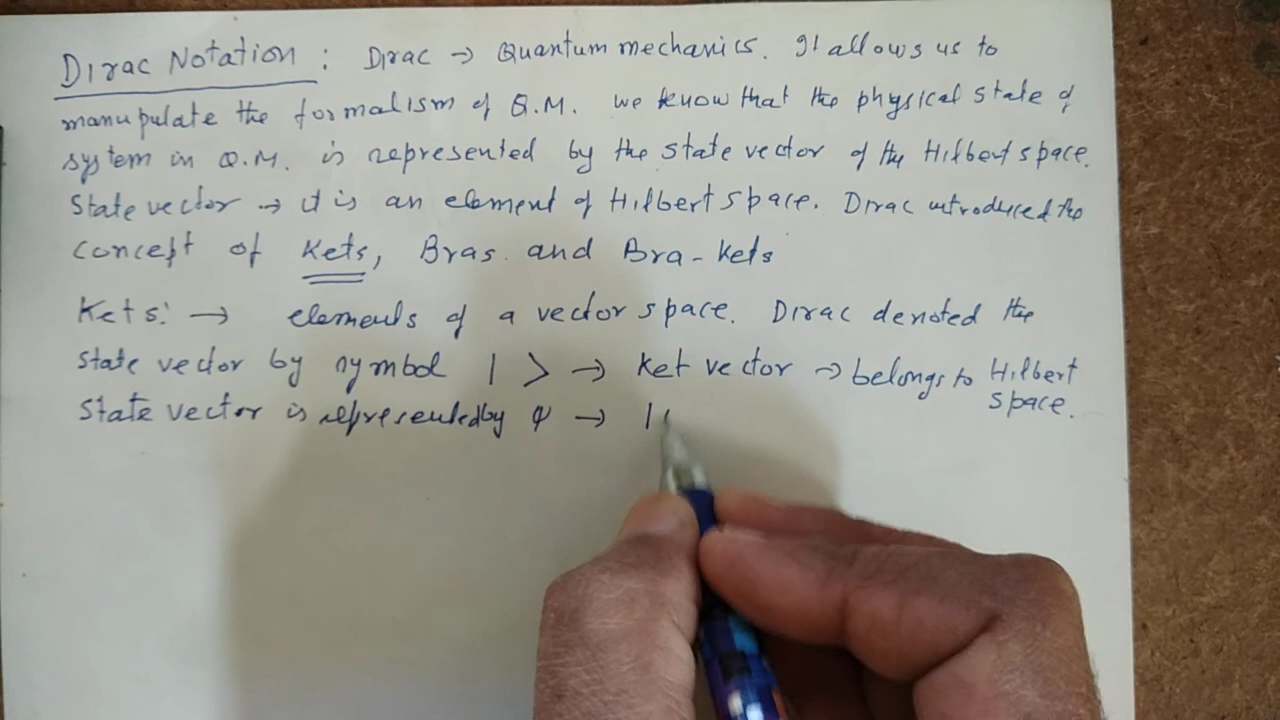 Dirac Notation : Dirac → Quantum mechanics. It allows us to
manupulate the formalism of Q.M. we know that the physical state of
system in Q.M. is represented by the state vector of the Hilbert space.
State vector → it is an element of Hilbert space. Dirac introduced the
concept of Kets, Bras and Bra-kets
Kets: → elements of a vector space. Dirac denoted the
state vector by symbol | > → Ket vector → belongs to Hilbert space.
State vector is represented by ψ → |